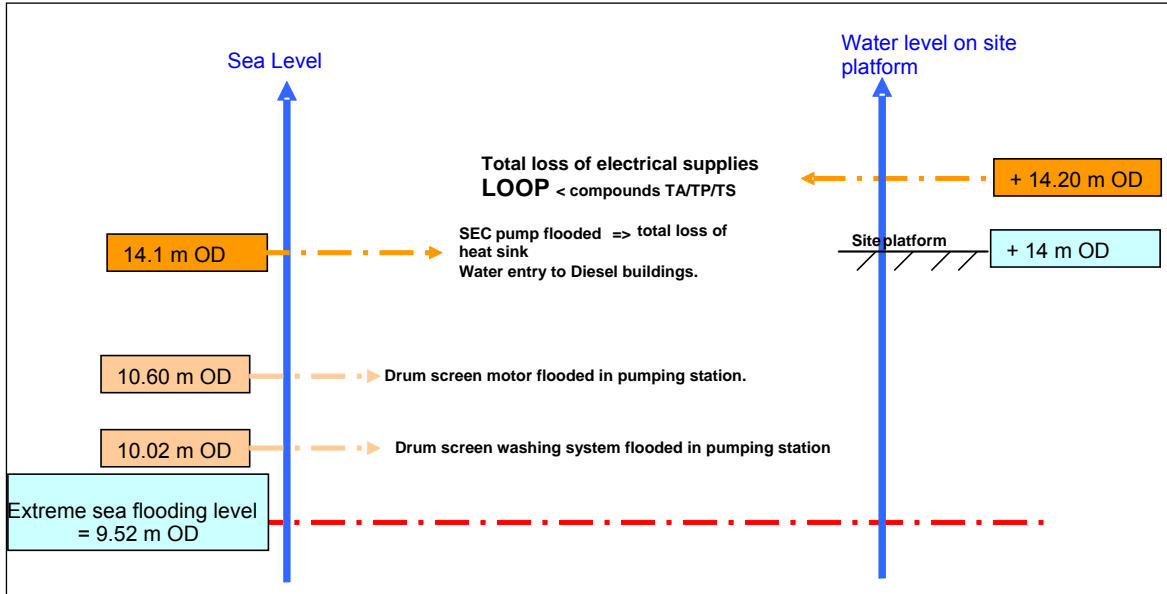 Sea Level
Water level on site
platform
Total loss of electrical supplies
LOOP < compounds TA/TP/TS
+ 14.20 m OD
14.1 m OD
SEC pump flooded => total loss of
heat sink
Water entry to Diesel buildings.
Site platform
+ 14 m OD
10.60 m OD
Drum screen motor flooded in pumping station.
10.02 m OD
Drum screen washing system flooded in pumping station
Extreme sea flooding level
= 9.52 m OD